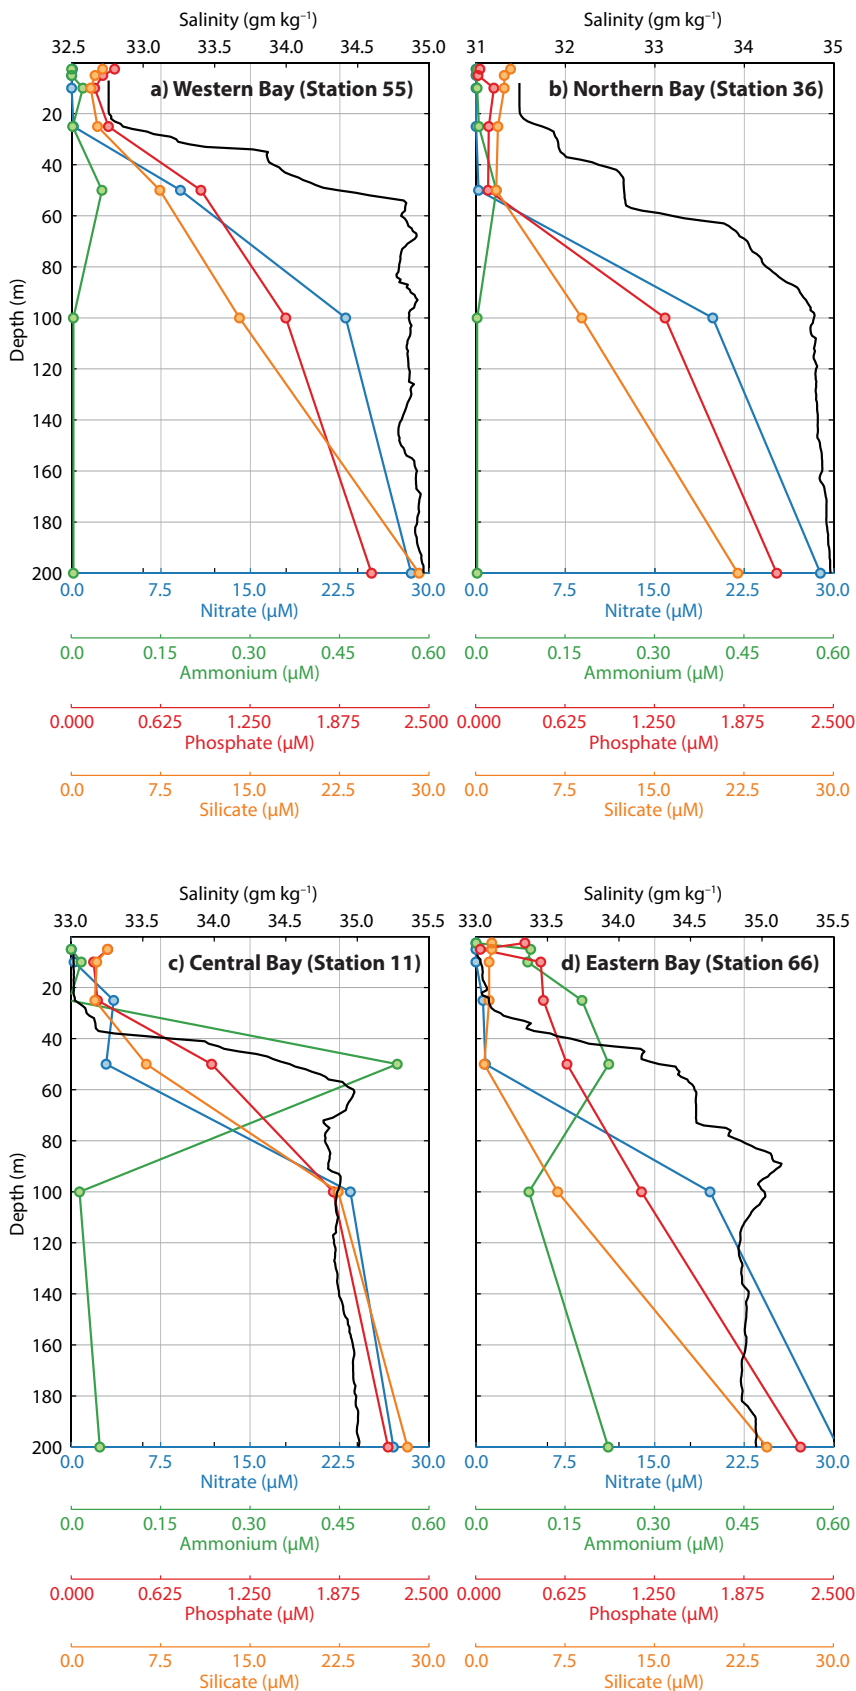 Salinity (gm kg⁻¹) Salinity (gm kg⁻¹)
32.5 33.0 33.5 34.0 34.5 35.0 31 32 33 34 35
a) Western Bay (Station 55) b) Northern Bay (Station 36)
20
40
60
80
Depth (m)
100
120
140
160
180
200
0.0 7.5 15.0 22.5 30.0 0.0 7.5 15.0 22.5 30.0
Nitrate (µM) Nitrate (µM)
0.0 0.15 0.30 0.45 0.60 0.0 0.15 0.30 0.45 0.60
Ammonium (µM) Ammonium (µM)
0.000 0.625 1.250 1.875 2.500 0.000 0.625 1.250 1.875 2.500
Phosphate (µM) Phosphate (µM)
0.0 7.5 15.0 22.5 30.0 0.0 7.5 15.0 22.5 30.0
Silicate (µM) Silicate (µM)
Salinity (gm kg⁻¹) Salinity (gm kg⁻¹)
33.0 33.5 34.0 34.5 35.0 35.5 33.0 33.5 34.0 34.5 35.0 35.5
c) Central Bay (Station 11) d) Eastern Bay (Station 66)
20
40
60
80
Depth (m)
100
120
140
160
180
200
0.0 7.5 15.0 22.5 30.0 0.0 7.5 15.0 22.5 30.0
Nitrate (µM) Nitrate (µM)
0.0 0.15 0.30 0.45 0.60 0.0 0.15 0.30 0.45 0.60
Ammonium (µM) Ammonium (µM)
0.000 0.625 1.250 1.875 2.500 0.000 0.625 1.250 1.875 2.500
Phosphate (µM) Phosphate (µM)
0.0 7.5 15.0 22.5 30.0 0.0 7.5 15.0 22.5 30.0
Silicate (µM) Silicate (µM)